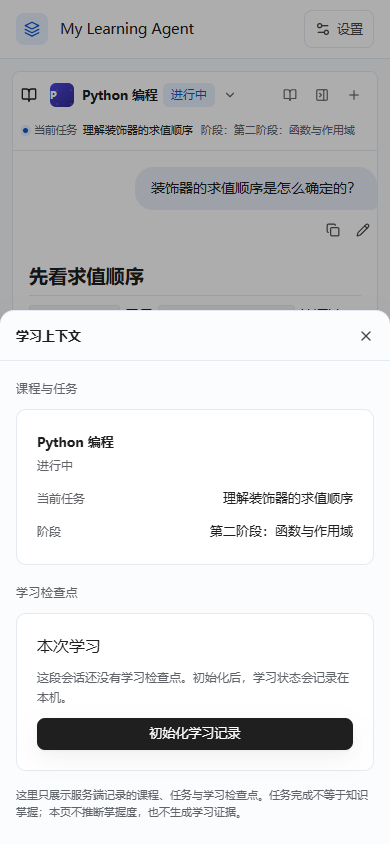 My Learning Agent
设置
P
Python 编程
进行中
当前任务 理解装饰器的求值顺序 阶段：第二阶段：函数与作用域
装饰器的求值顺序是怎么确定的？
先看求值顺序
学习上下文
课程与任务
Python 编程
进行中
当前任务
理解装饰器的求值顺序
阶段
第二阶段：函数与作用域
学习检查点
本次学习
这段会话还没有学习检查点。初始化后，学习状态会记录在
本机。
初始化学习记录
这里只展示服务端记录的课程、任务与学习检查点。任务完成不等于知识
掌握；本页不推断掌握度，也不生成学习证据。